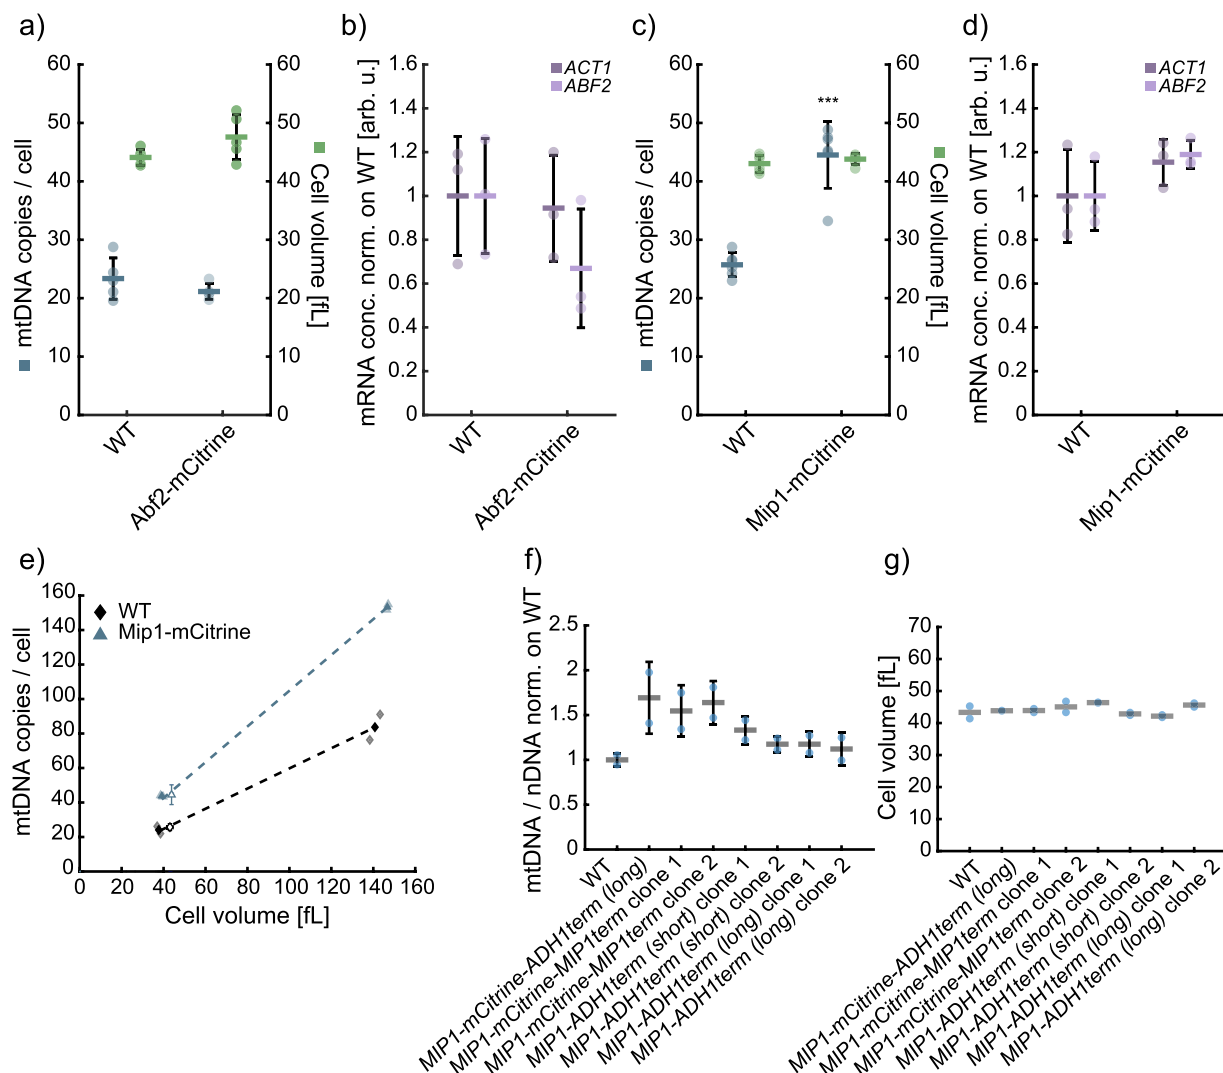 a)
mtDNA copies / cell
60
50
40
30
20
10
0
60
50
40
30
20
10
0
Cell volume [fL]
WT
Abf2-mCitrine
b)
mRNA conc. norm. on WT [arb. u.]
1.6
1.4
1.2
1
0.8
0.6
0.4
0.2
0
ACT1
ABF2
WT
Abf2-mCitrine
c)
mtDNA copies / cell
60
50
40
30
20
10
0
***
60
50
40
30
20
10
0
Cell volume [fL]
WT
Mip1-mCitrine
d)
mRNA conc. norm. on WT [arb. u.]
1.6
1.4
1.2
1
0.8
0.6
0.4
0.2
0
ACT1
ABF2
WT
Mip1-mCitrine
e)
mtDNA copies / cell
160
140
120
100
80
60
40
20
0
WT
Mip1-mCitrine
0 20 40 60 80 100 120 140 160
Cell volume [fL]
f)
mtDNA / nDNA norm. on WT
2.5
2
1.5
1
0.5
0
WT
MIP1-mCitrine-ADH1term (long)
MIP1-mCitrine-MIP1term clone 1
MIP1-mCitrine-MIP1term clone 2
MIP1-ADH1term (short) clone 1
MIP1-ADH1term (short) clone 2
MIP1-ADH1term (long) clone 1
MIP1-ADH1term (long) clone 2
g)
Cell volume [fL]
70
60
50
40
30
20
10
0
WT
MIP1-mCitrine-ADH1term (long)
MIP1-mCitrine-MIP1term clone 1
MIP1-mCitrine-MIP1term clone 2
MIP1-ADH1term (short) clone 1
MIP1-ADH1term (short) clone 2
MIP1-ADH1term (long) clone 1
MIP1-ADH1term (long) clone 2